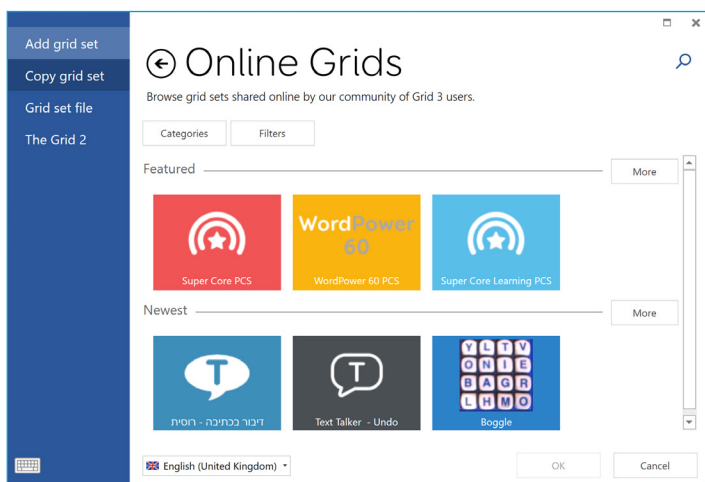 Add grid set
Copy grid set
Grid set file
The Grid 2
Online Grids
Browse grid sets shared online by our community of Grid 3 users.
Categories
Filters
Featured
More
WordPower
60
Super Core PCS
WordPower 60 PCS
Super Core Learning PCS
Newest
More
T
T
Y L T V
O N I E
B A G R
L H M O
דיבור בכתיבה - רוסית
Text Talker - Undo
Boggle
English (United Kingdom)
OK
Cancel